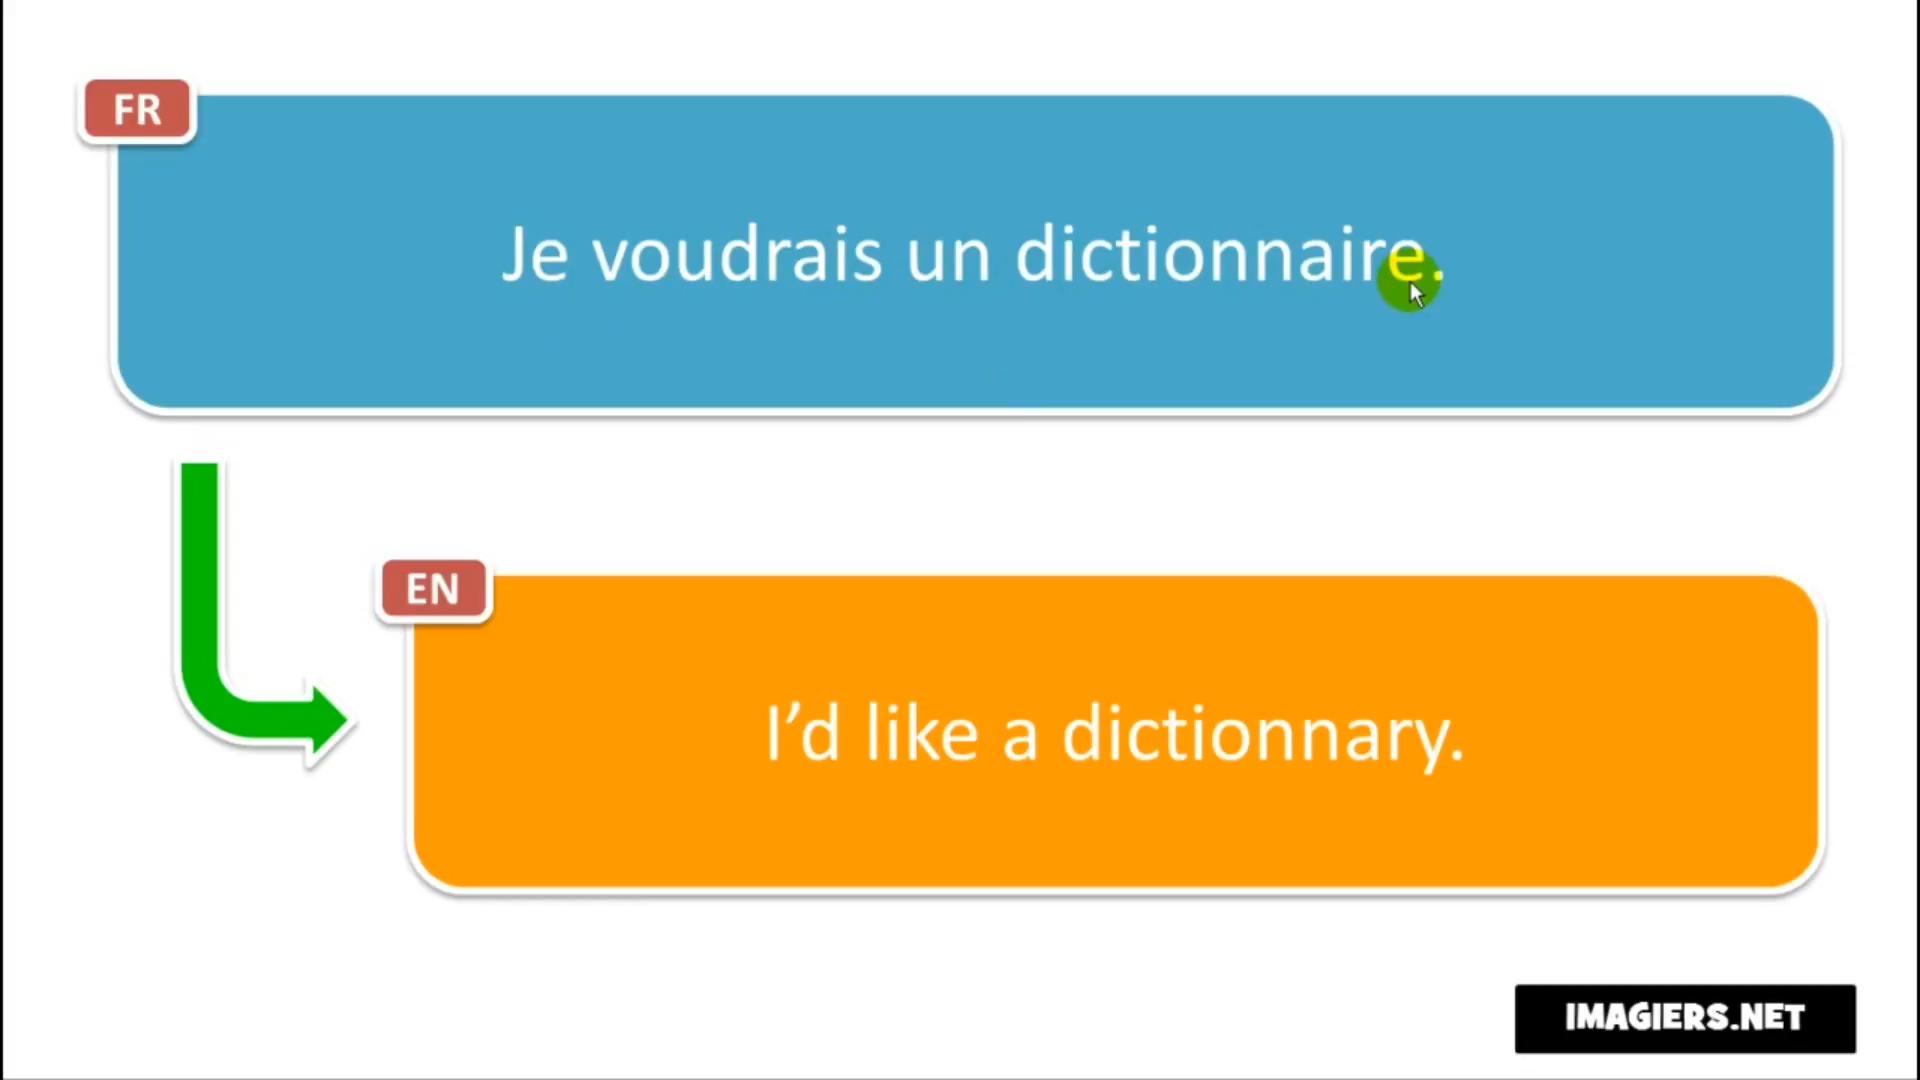 FR
Je voudrais un dictionnaire.
EN
I’d like a dictionnary.
IMAGIERS.NET